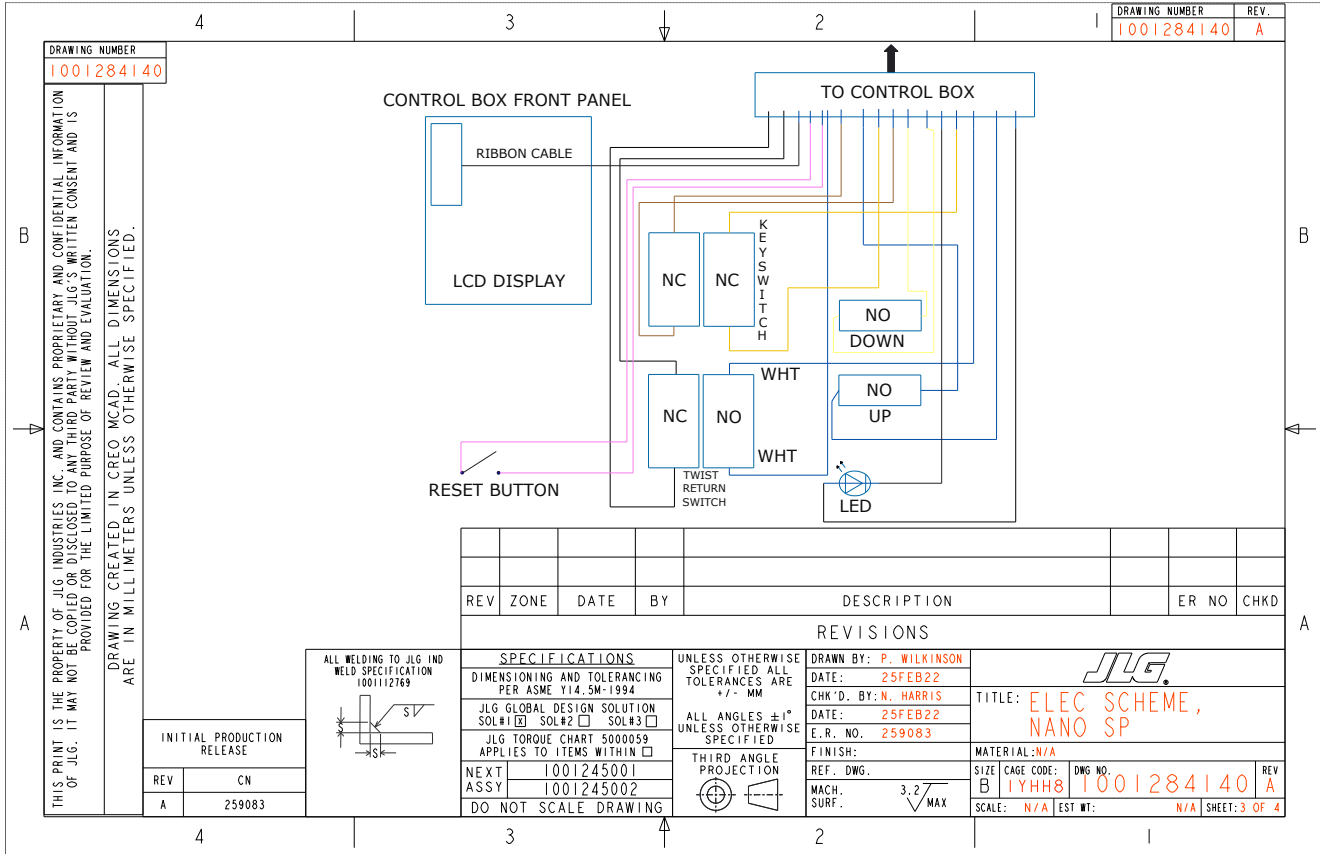 4
3
2
1
DRAWING NUMBER
REV.
1001284140
A
DRAWING NUMBER
1001284140
THIS PRINT IS THE PROPERTY OF JLG INDUSTRIES INC. AND CONTAINS PROPRIETARY AND CONFIDENTIAL INFORMATION
OF JLG. IT MAY NOT BE COPIED OR DISCLOSED TO ANY THIRD PARTY WITHOUT JLG'S WRITTEN CONSENT AND IS
PROVIDED FOR THE LIMITED PURPOSE OF REVIEW AND EVALUATION.
DRAWING CREATED IN CREO MCAD. ALL DIMENSIONS
ARE IN MILLIMETERS UNLESS OTHERWISE SPECIFIED.
B
B
A
A
TO CONTROL BOX
CONTROL BOX FRONT PANEL
RIBBON CABLE
LCD DISPLAY
NC
NC
KEYSWITCH
NO
DOWN
WHT
NC
NO
NO
UP
WHT
TWIST
RETURN
SWITCH
RESET BUTTON
LED
REV
ZONE
DATE
BY
DESCRIPTION
ER NO
CHKD
REVISIONS
INITIAL PRODUCTION
RELEASE
REV
CN
A
259083
ALL WELDING TO JLG IND
WELD SPECIFICATION
1001112769
S
S
SPECIFICATIONS
DIMENSIONING AND TOLERANCING
PER ASME Y14.5M-1994
JLG GLOBAL DESIGN SOLUTION
SOL#1 X SOL#2 SOL#3
JLG TORQUE CHART 5000059
APPLIES TO ITEMS WITHIN
NEXT
ASSY
1001245001
1001245002
DO NOT SCALE DRAWING
UNLESS OTHERWISE
SPECIFIED ALL
TOLERANCES ARE
+/- MM
ALL ANGLES ±1°
UNLESS OTHERWISE
SPECIFIED
THIRD ANGLE
PROJECTION
DRAWN BY: P. WILKINSON
DATE: 25FEB22
CHK'D. BY: N. HARRIS
DATE: 25FEB22
E.R. NO. 259083
FINISH:
REF. DWG.
MACH.
SURF.
3.2
MAX
JLG.
TITLE: ELEC SCHEME,
NANO SP
MATERIAL: N/A
SIZE
B
CAGE CODE:
1YHH8
DWG NO.
1001284140
REV
A
SCALE: N/A
EST WT: N/A
SHEET: 3 OF 4
4
3
2
1